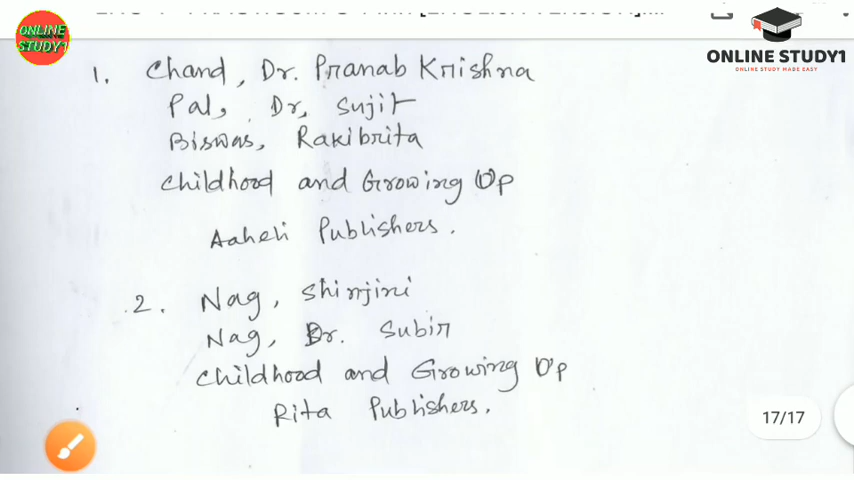 ONLINE
STUDY1
ONLINE STUDY1
ONLINE STUDY MADE EASY
1. Chand, Dr. Pranab Krishna
Pal, Dr, Sujit
Biswas, Rakibrita
Childhood and Growing Up
Aaheli Publishers.
2. Nag, Shinjini
Nag, Dr. Subir
Childhood and Growing Up
Rita Publishers.
17/17